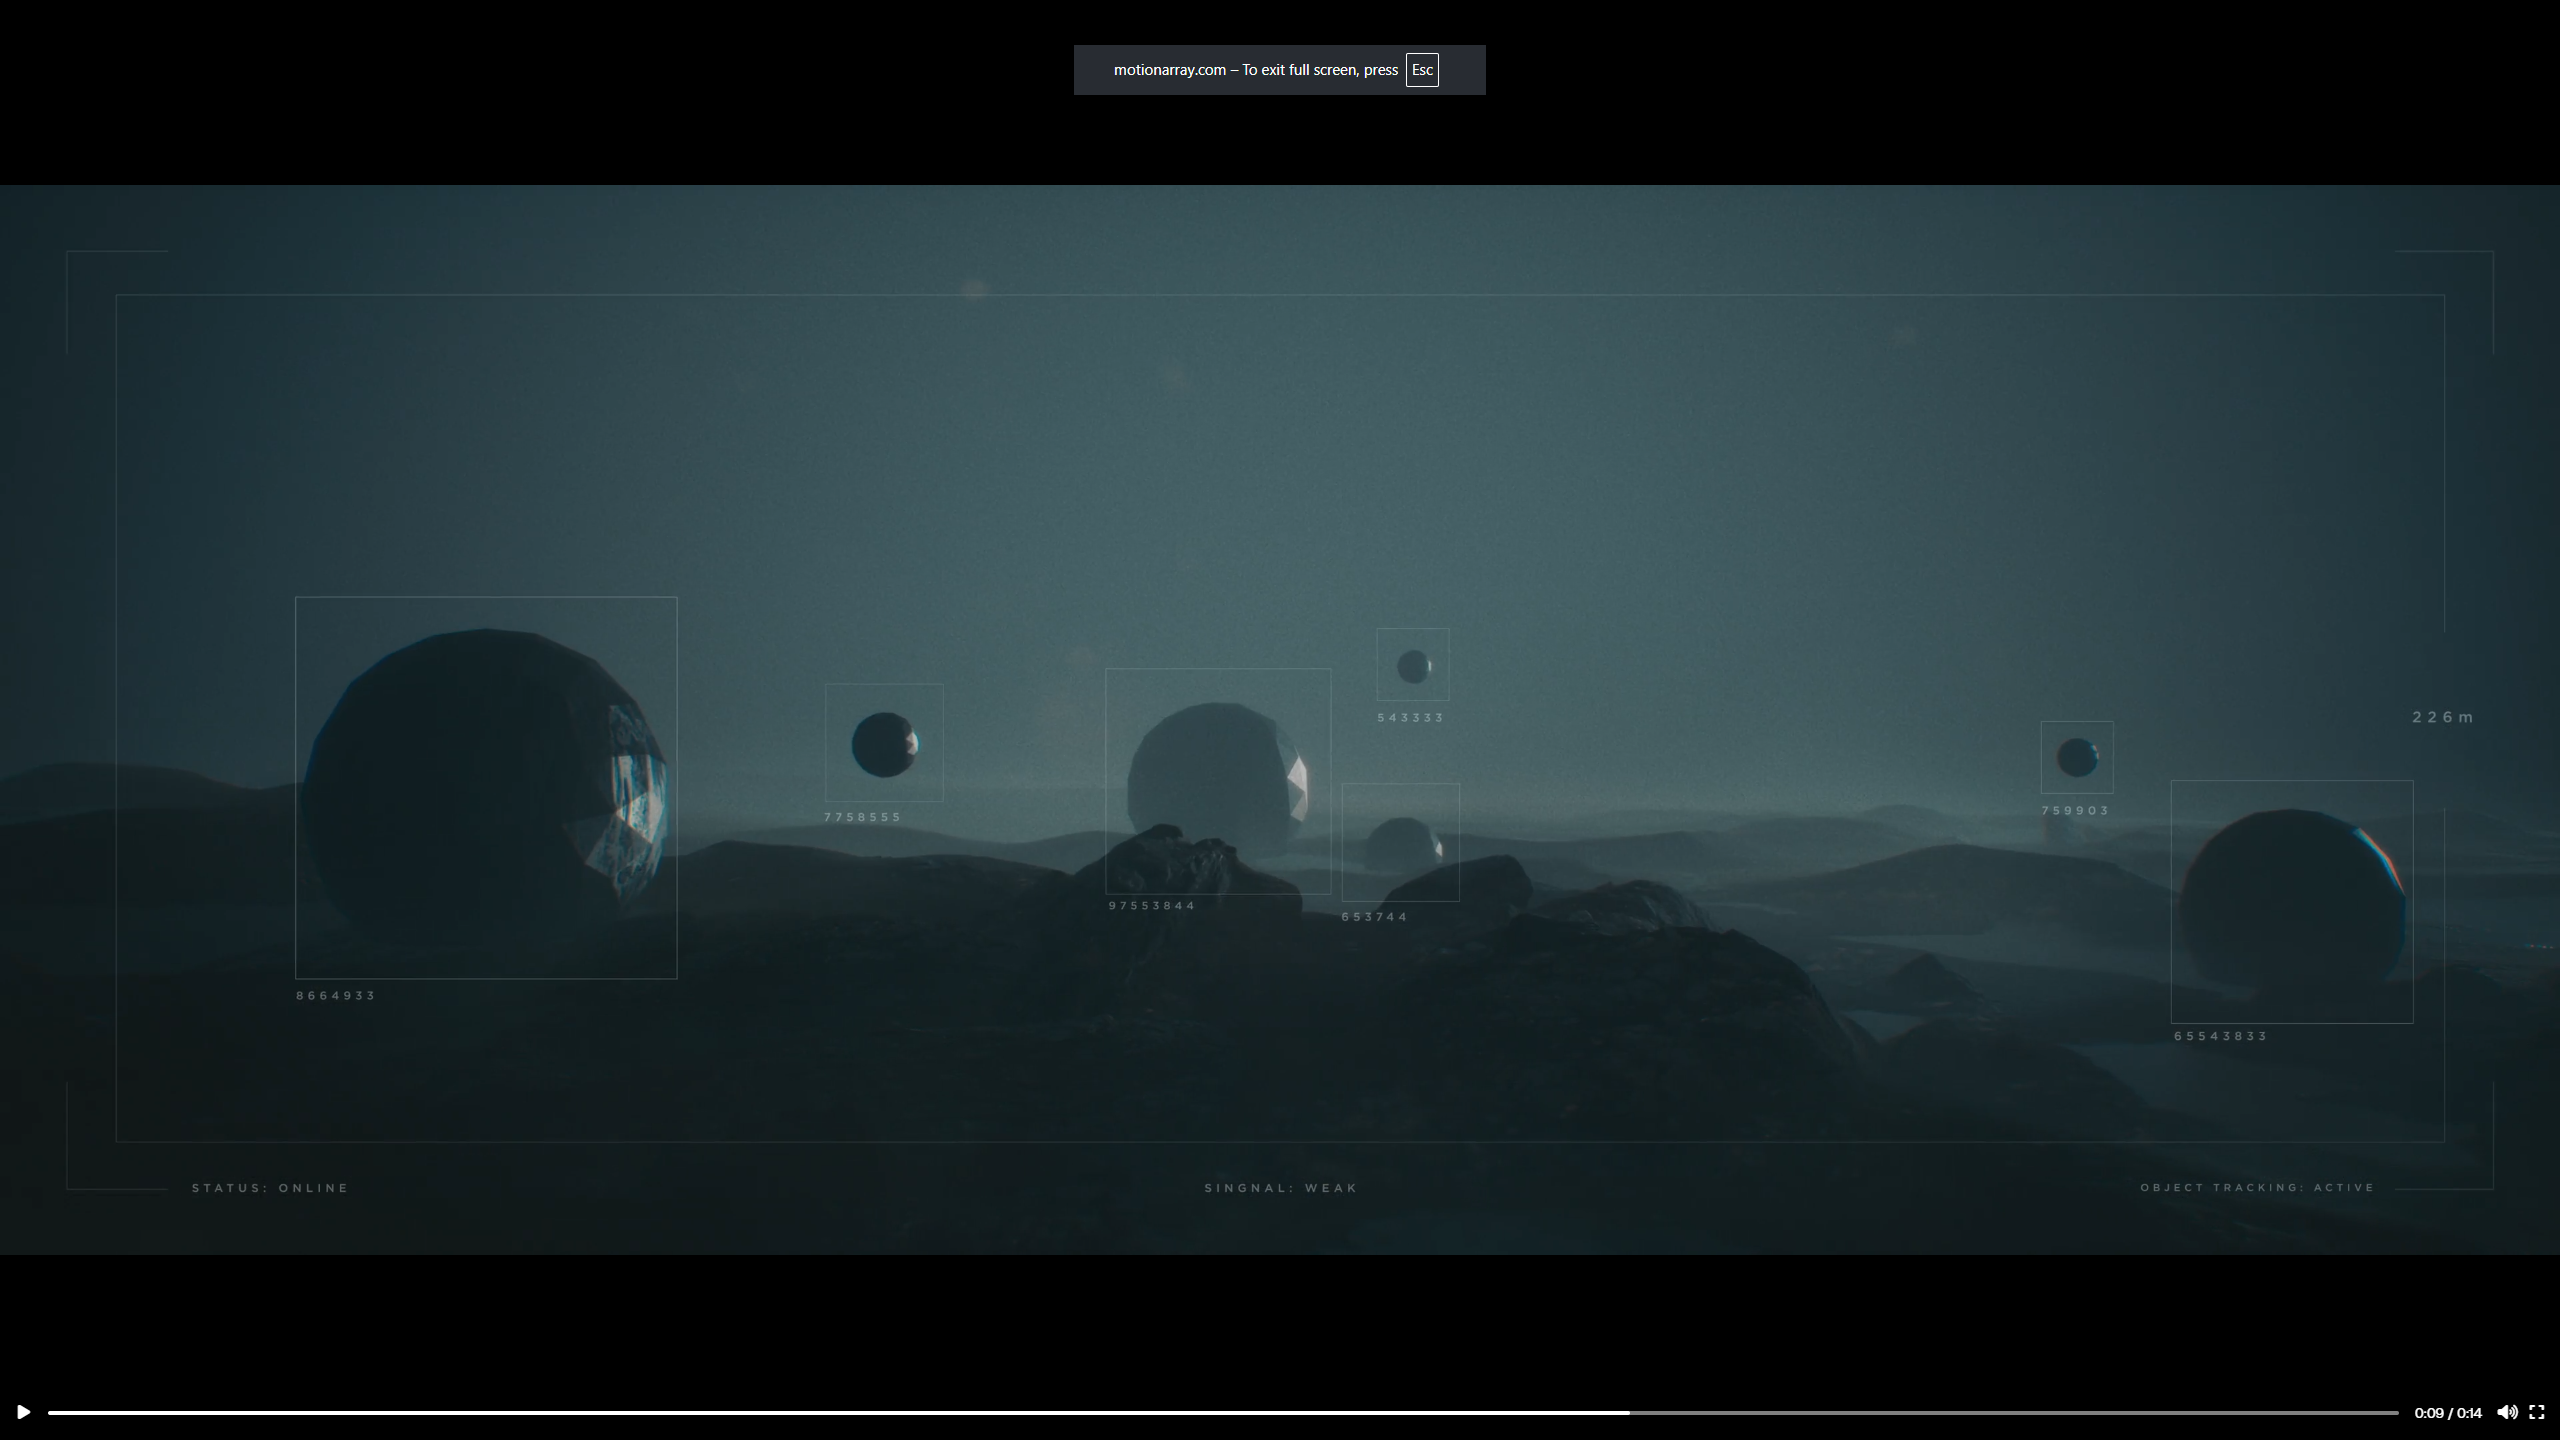 motionarray.com – To exit full screen, press Esc
543333
226m
759903
7758555
97553844
653744
8664933
65543833
STATUS: ONLINE
SINGNAL: WEAK
OBJECT TRACKING: ACTIVE
0:09 / 0:14